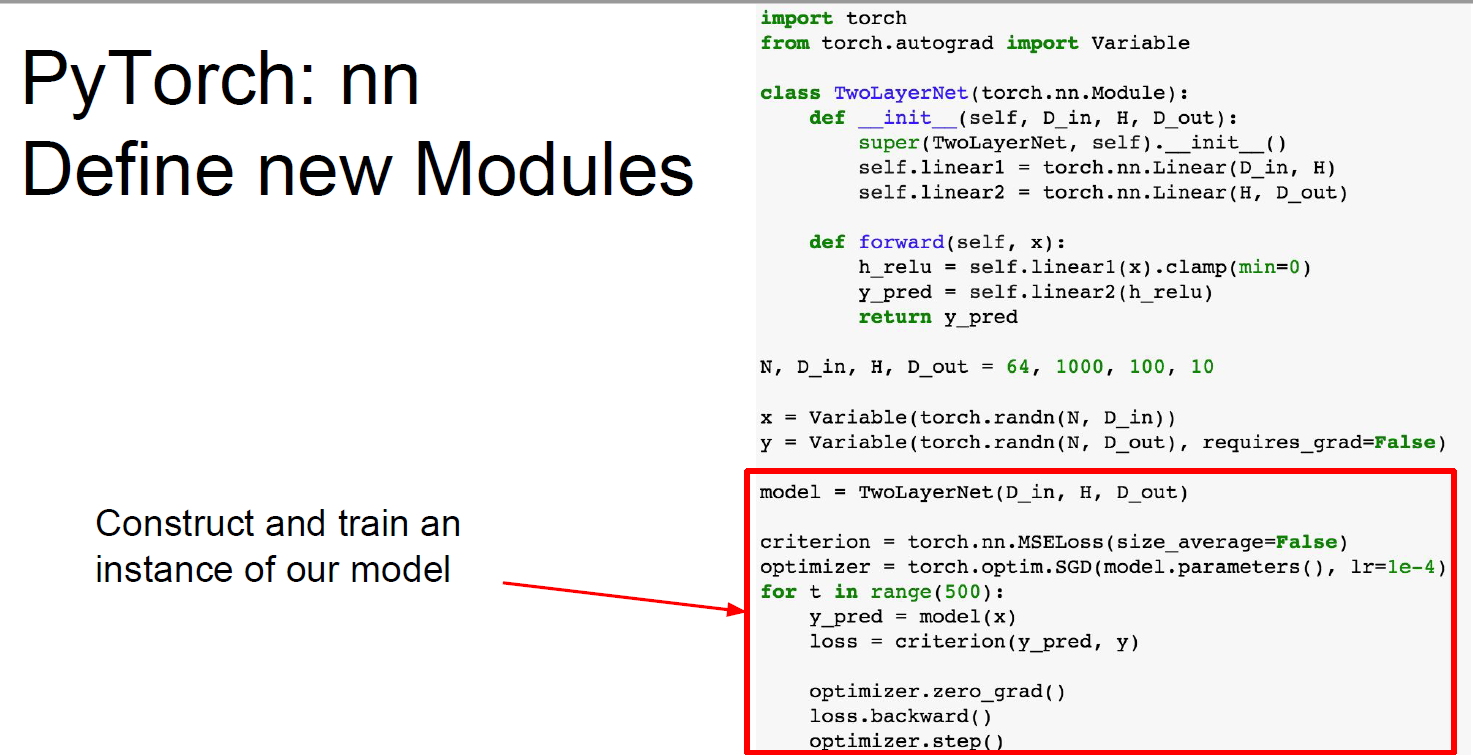 PyTorch: nn
Define new Modules
Construct and train an
instance of our model
import torch
from torch.autograd import Variable
class TwoLayerNet(torch.nn.Module):
    def __init__(self, D_in, H, D_out):
        super(TwoLayerNet, self).__init__()
        self.linear1 = torch.nn.Linear(D_in, H)
        self.linear2 = torch.nn.Linear(H, D_out)
    def forward(self, x):
        h_relu = self.linear1(x).clamp(min=0)
        y_pred = self.linear2(h_relu)
        return y_pred
N, D_in, H, D_out = 64, 1000, 100, 10
x = Variable(torch.randn(N, D_in))
y = Variable(torch.randn(N, D_out), requires_grad=False)
model = TwoLayerNet(D_in, H, D_out)
criterion = torch.nn.MSELoss(size_average=False)
optimizer = torch.optim.SGD(model.parameters(), lr=1e-4)
for t in range(500):
    y_pred = model(x)
    loss = criterion(y_pred, y)
    optimizer.zero_grad()
    loss.backward()
    optimizer.step()